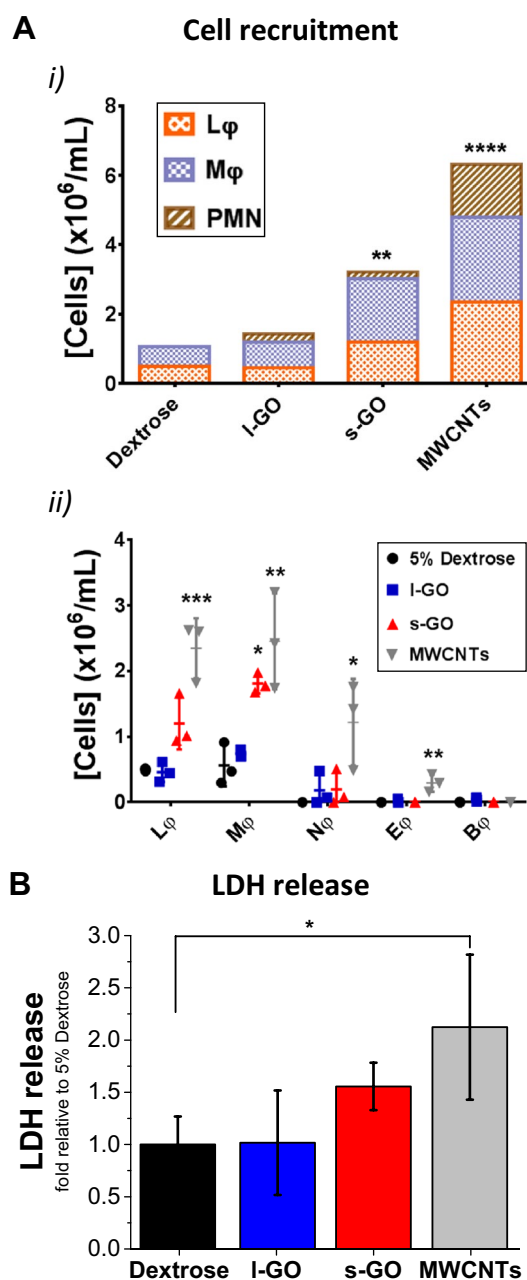 A
Cell recruitment
i)
[Cells] (x10⁶/mL)
8
6
4
2
0
Lφ
Mφ
PMN
**
****
Dextrose
l-GO
s-GO
MWCNTs
ii)
[Cells] (x10⁶/mL)
4
3
2
1
0
5% Dextrose
l-GO
s-GO
MWCNTs
***
*
**
*
**
Lφ
Mφ
Nφ
Eφ
Bφ
B
LDH release
LDH release
fold relative to 5% Dextrose
3.0
2.5
2.0
1.5
1.0
0.5
0.0
*
Dextrose
l-GO
s-GO
MWCNTs